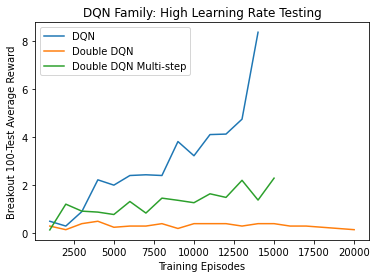 DQN Family: High Learning Rate Testing
DQN
Double DQN
Double DQN Multi-step
Breakout 100-Test Average Reward
8
6
4
2
0
2500 5000 7500 10000 12500 15000 17500 20000
Training Episodes